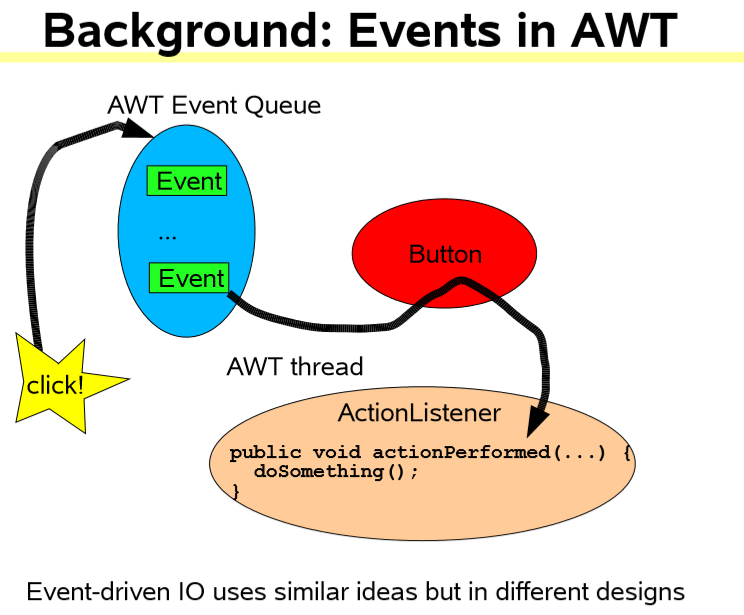 Background: Events in AWT
AWT Event Queue
Event
...
Event
Button
click!
AWT thread
ActionListener
public void actionPerformed(...) {
doSomething();
}
Event-driven IO uses similar ideas but in different designs